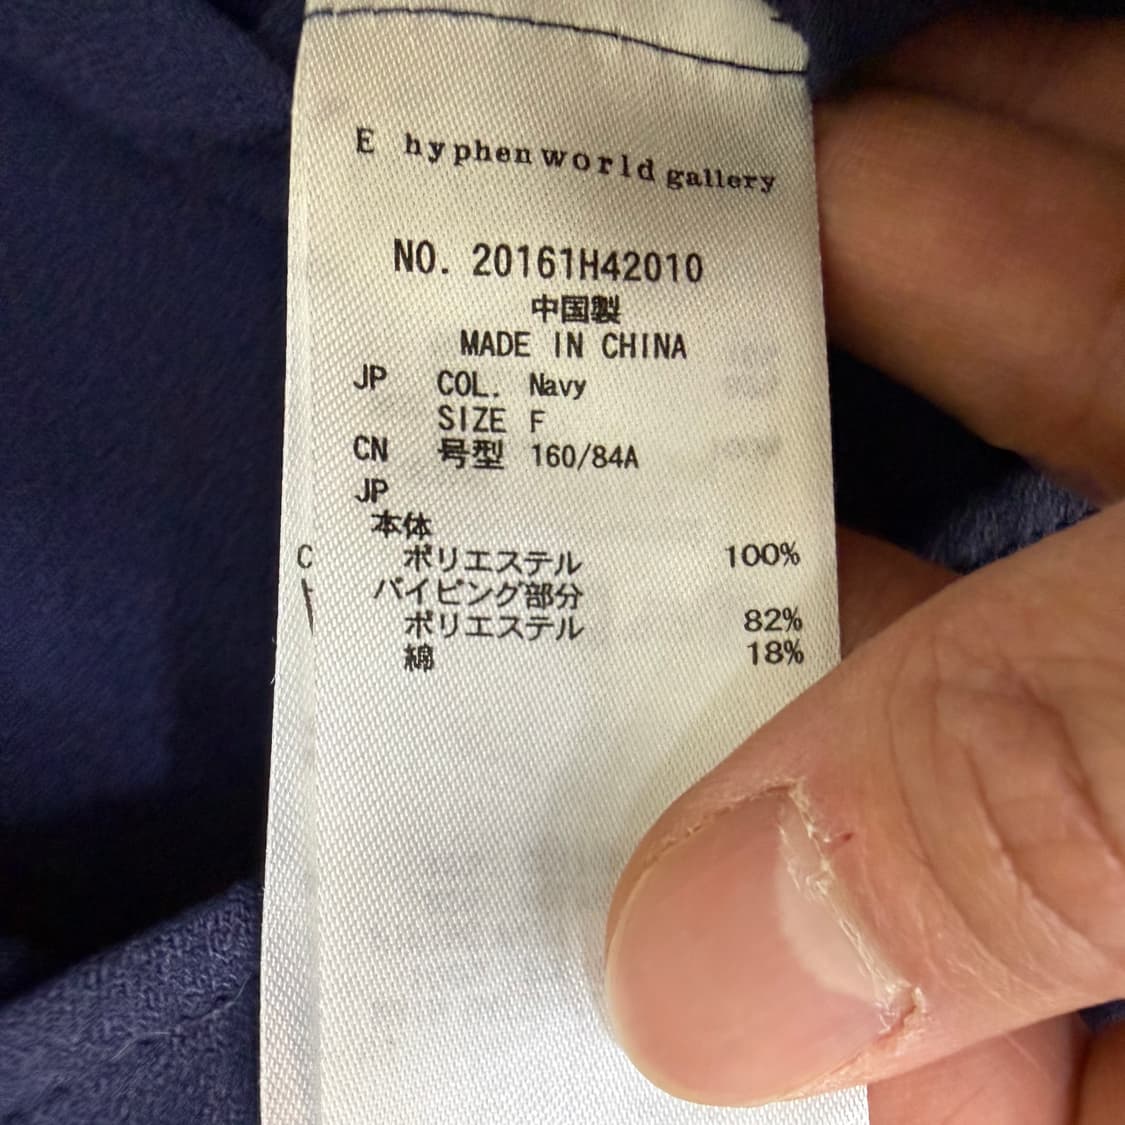 E hyphen world gallery
NO. 20161H42010
中国製
MADE IN CHINA
JP COL. Navy
SIZE F
CN 号型 160/84A
JP
本体
ポリエステル 100%
パイピング部分
ポリエステル 82%
綿 18%
C